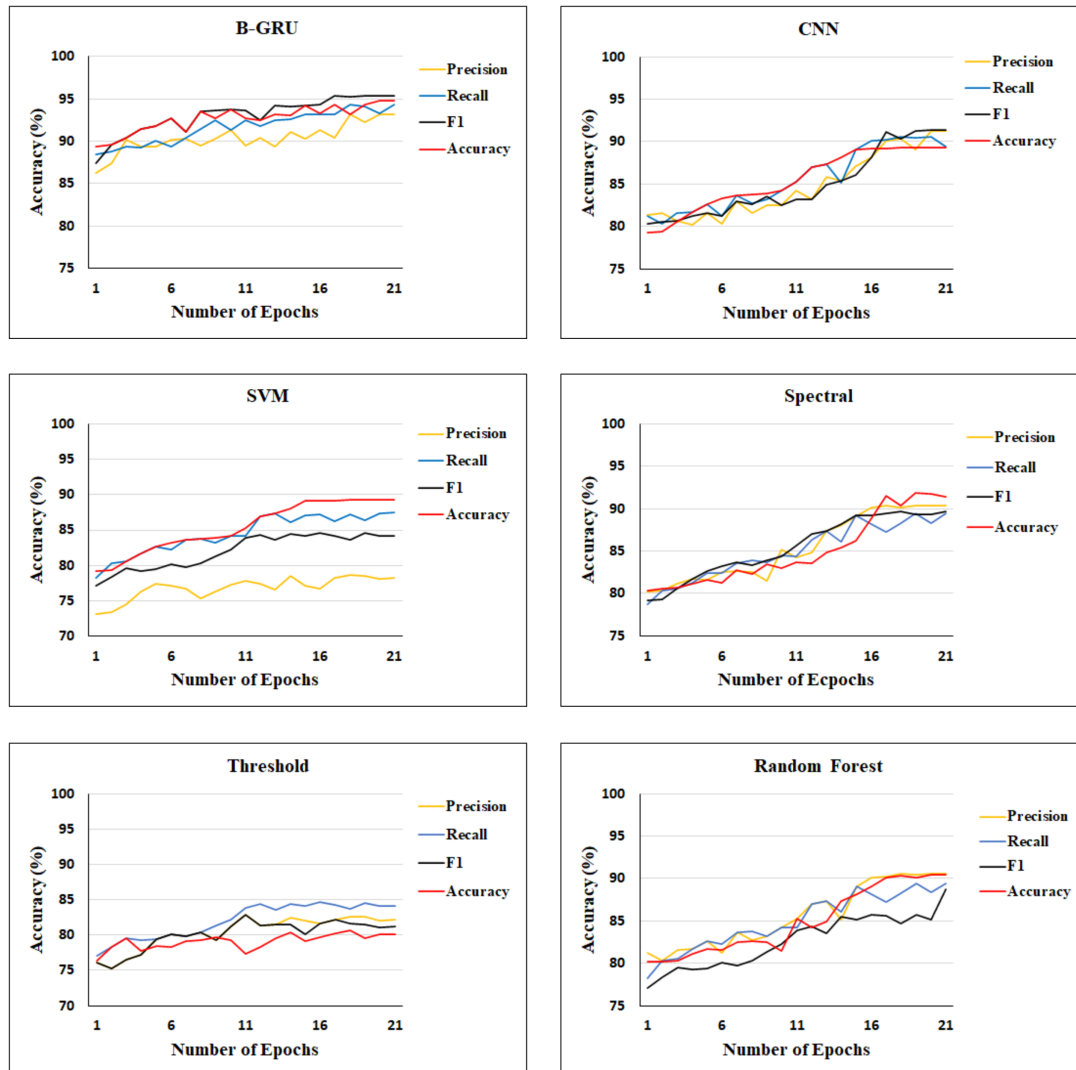 B-GRU
100
95
90
85
80
75
1 6 11 16 21
Accuracy (%)
Number of Epochs
Precision
Recall
F1
Accuracy
CNN
100
95
90
85
80
75
1 6 11 16 21
Accuracy (%)
Number of Epochs
Precision
Recall
F1
Accuracy
SVM
100
95
90
85
80
75
70
1 6 11 16 21
Accuracy (%)
Number of Epochs
Precision
Recall
F1
Accuracy
Spectral
100
95
90
85
80
75
1 6 11 16 21
Accuracy (%)
Number of Ecpochs
Precision
Recall
F1
Accuracy
Threshold
100
95
90
85
80
75
70
1 6 11 16 21
Accuracy (%)
Number of Epochs
Precision
Recall
F1
Accuracy
Random Forest
100
95
90
85
80
75
1 6 11 16 21
Accuracy (%)
Number of Epochs
Precision
Recall
F1
Accuracy